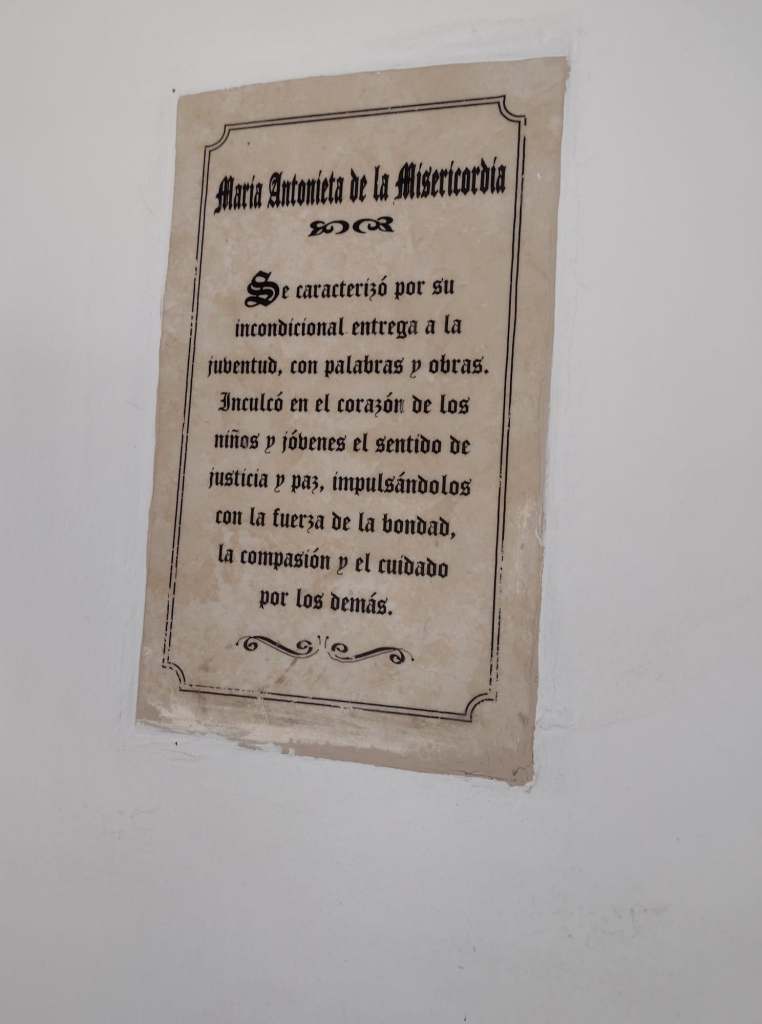 Maria Antonieta de la Misericordia
Se caracterizó por su
incondicional entrega a la
juventud, con palabras y obras.
Inculcó en el corazón de los
niños y jóvenes el sentido de
justicia y paz, impulsándolos
con la fuerza de la bondad,
la compasión y el cuidado
por los demás.